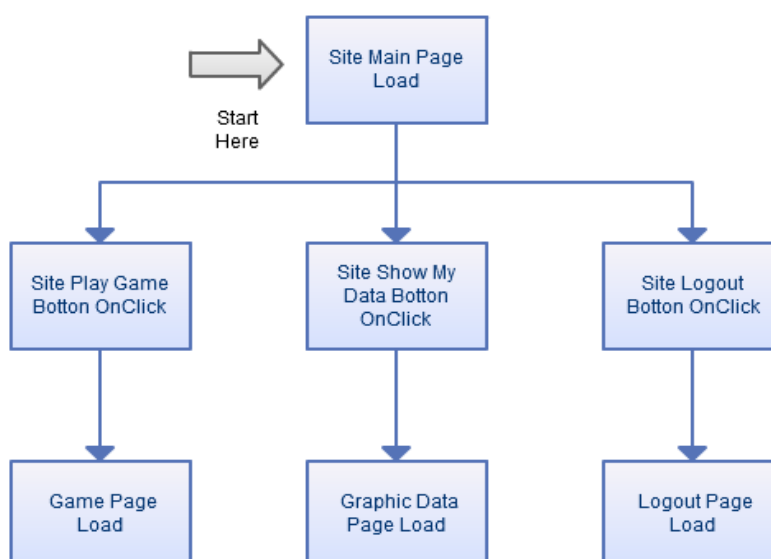 Site Main Page
Load
Start
Here
Site Play Game
Botton OnClick
Site Show My
Data Botton
OnClick
Site Logout
Botton OnClick
Game Page
Load
Graphic Data
Page Load
Logout Page
Load